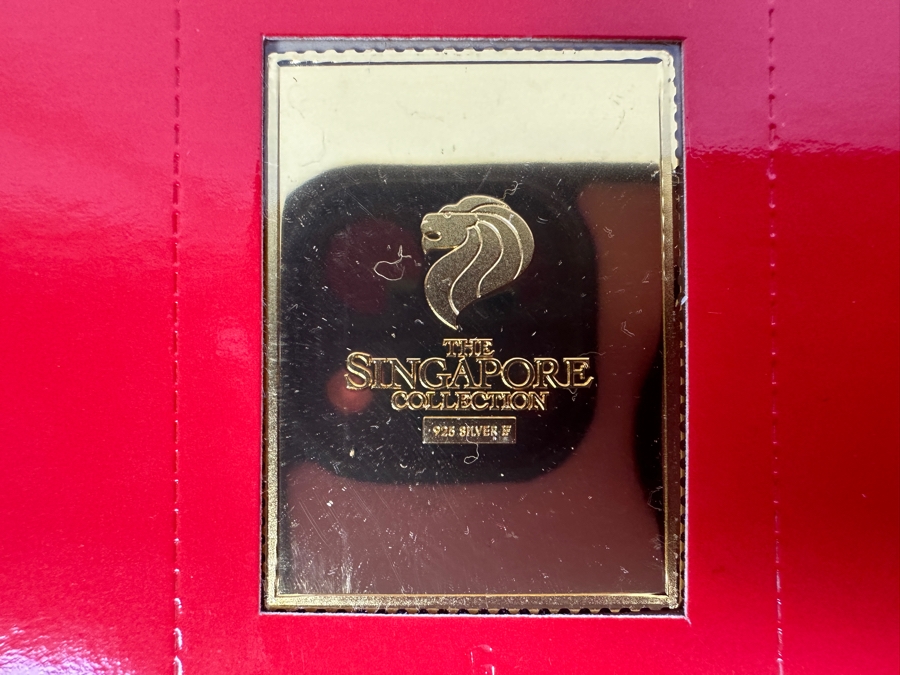 THE
SINGAPORE
COLLECTION
925 SILVER